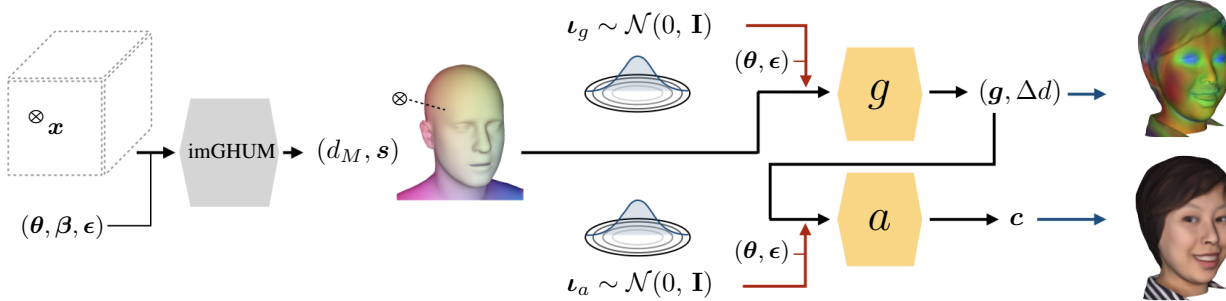 ⊗ 𝒙
(θ, β, ϵ)
imGHUM
(d_M, s)
⊗
ι_g ∼ 𝒩(0, I)
(θ, ϵ)
g
(g, Δd)
ι_a ∼ 𝒩(0, I)
(θ, ϵ)
a
c